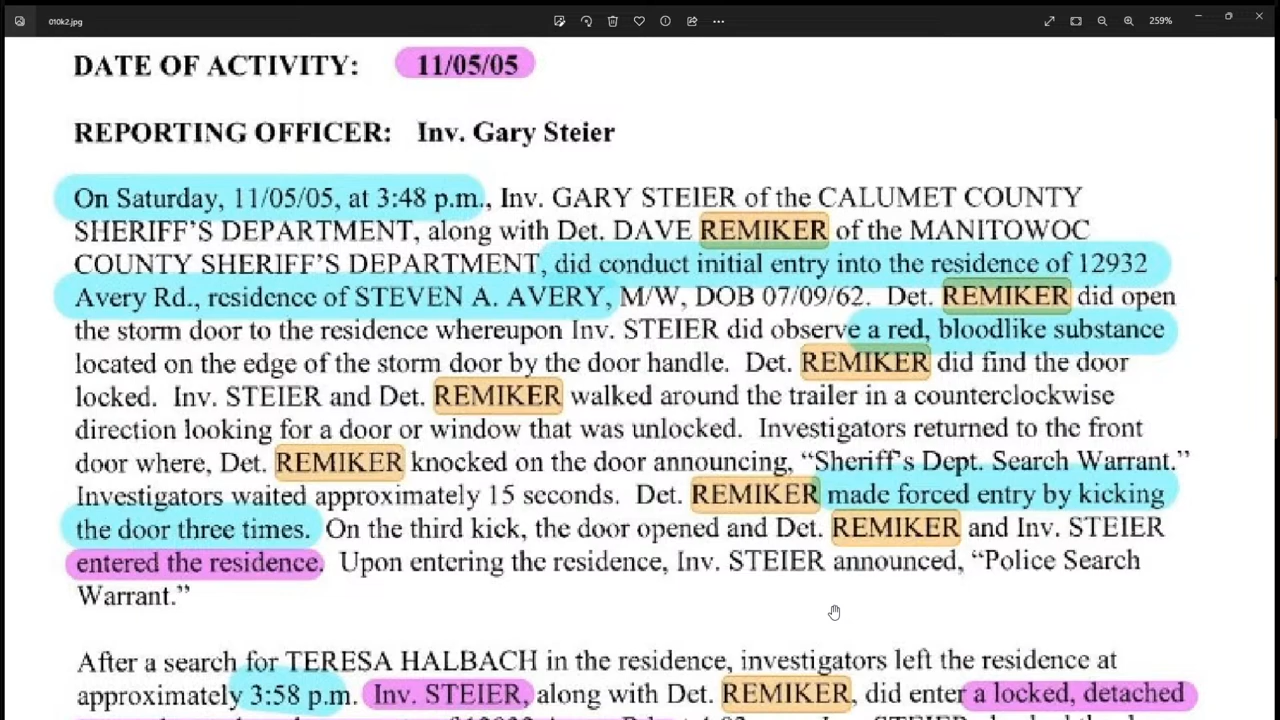 010k2.jpg
259%
DATE OF ACTIVITY: 11/05/05
REPORTING OFFICER: Inv. Gary Steier
On Saturday, 11/05/05, at 3:48 p.m., Inv. GARY STEIER of the CALUMET COUNTY
SHERIFF'S DEPARTMENT, along with Det. DAVE REMIKER of the MANITOWOC
COUNTY SHERIFF'S DEPARTMENT, did conduct initial entry into the residence of 12932
Avery Rd., residence of STEVEN A. AVERY, M/W, DOB 07/09/62. Det. REMIKER did open
the storm door to the residence whereupon Inv. STEIER did observe a red, bloodlike substance
located on the edge of the storm door by the door handle. Det. REMIKER did find the door
locked. Inv. STEIER and Det. REMIKER walked around the trailer in a counterclockwise
direction looking for a door or window that was unlocked. Investigators returned to the front
door where, Det. REMIKER knocked on the door announcing, “Sheriff's Dept. Search Warrant.”
Investigators waited approximately 15 seconds. Det. REMIKER made forced entry by kicking
the door three times. On the third kick, the door opened and Det. REMIKER and Inv. STEIER
entered the residence. Upon entering the residence, Inv. STEIER announced, “Police Search
Warrant.”
After a search for TERESA HALBACH in the residence, investigators left the residence at
approximately 3:58 p.m. Inv. STEIER, along with Det. REMIKER, did enter a locked, detached